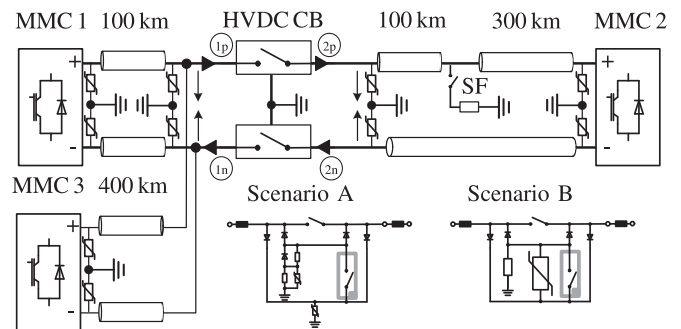 MMC 1 100 km HVDC CB 100 km 300 km MMC 2
1p 2p
+ +
SF
- -
1n 2n
MMC 3 400 km Scenario A Scenario B
+
-